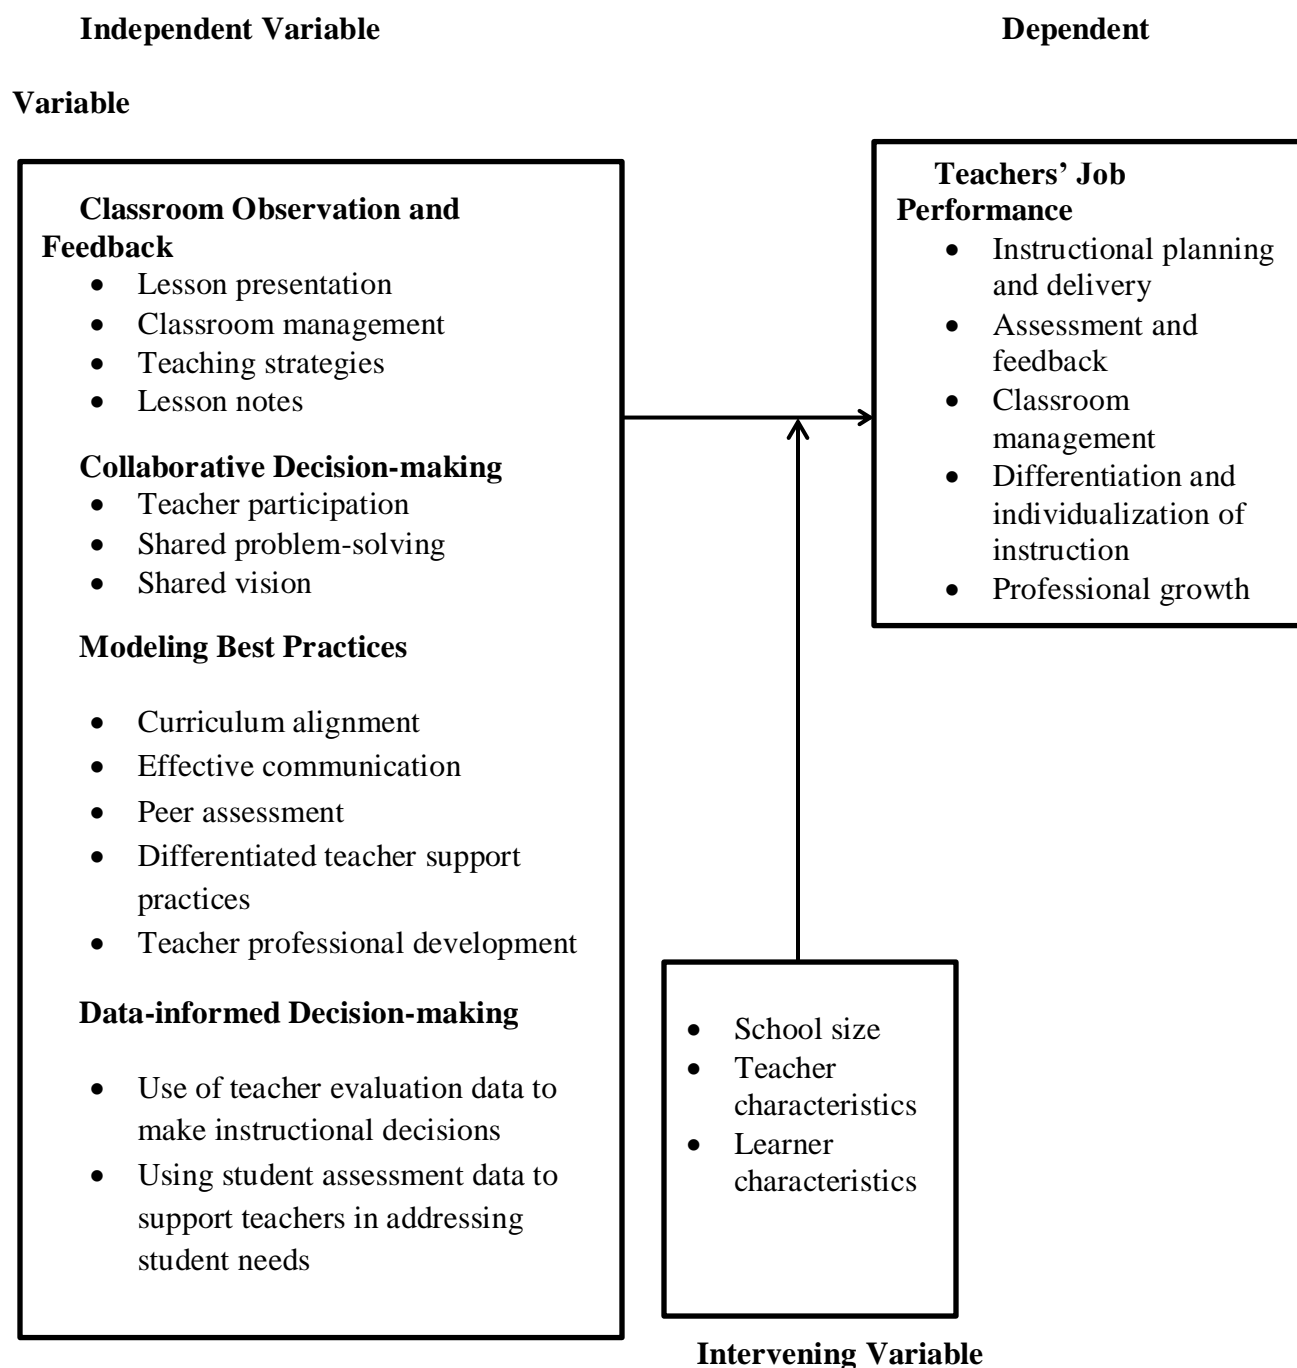 Independent Variable Dependent
Variable
Classroom Observation and
Feedback
• Lesson presentation
• Classroom management
• Teaching strategies
• Lesson notes
Collaborative Decision-making
• Teacher participation
• Shared problem-solving
• Shared vision
Modeling Best Practices
• Curriculum alignment
• Effective communication
• Peer assessment
• Differentiated teacher support
practices
• Teacher professional development
Data-informed Decision-making
• Use of teacher evaluation data to
make instructional decisions
• Using student assessment data to
support teachers in addressing
student needs
Teachers’ Job
Performance
• Instructional planning
and delivery
• Assessment and
feedback
• Classroom
management
• Differentiation and
individualization of
instruction
• Professional growth
• School size
• Teacher
characteristics
• Learner
characteristics
Intervening Variable